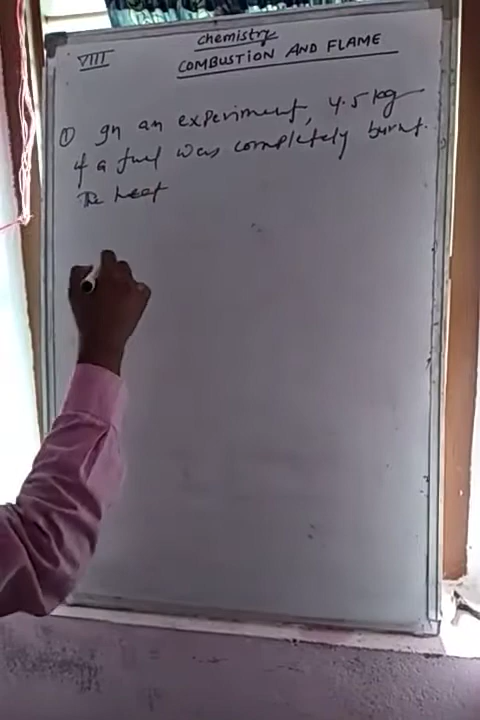 Chemistry
VIII
COMBUSTION AND FLAME
① In an experiment, 4.5 kg
of a fuel was completely burnt.
The heat